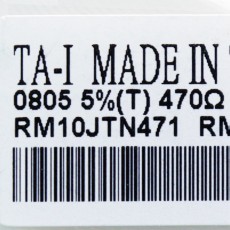 TA-I MADE IN
0805 5%(T) 470Ω
RM10JTN471 RM